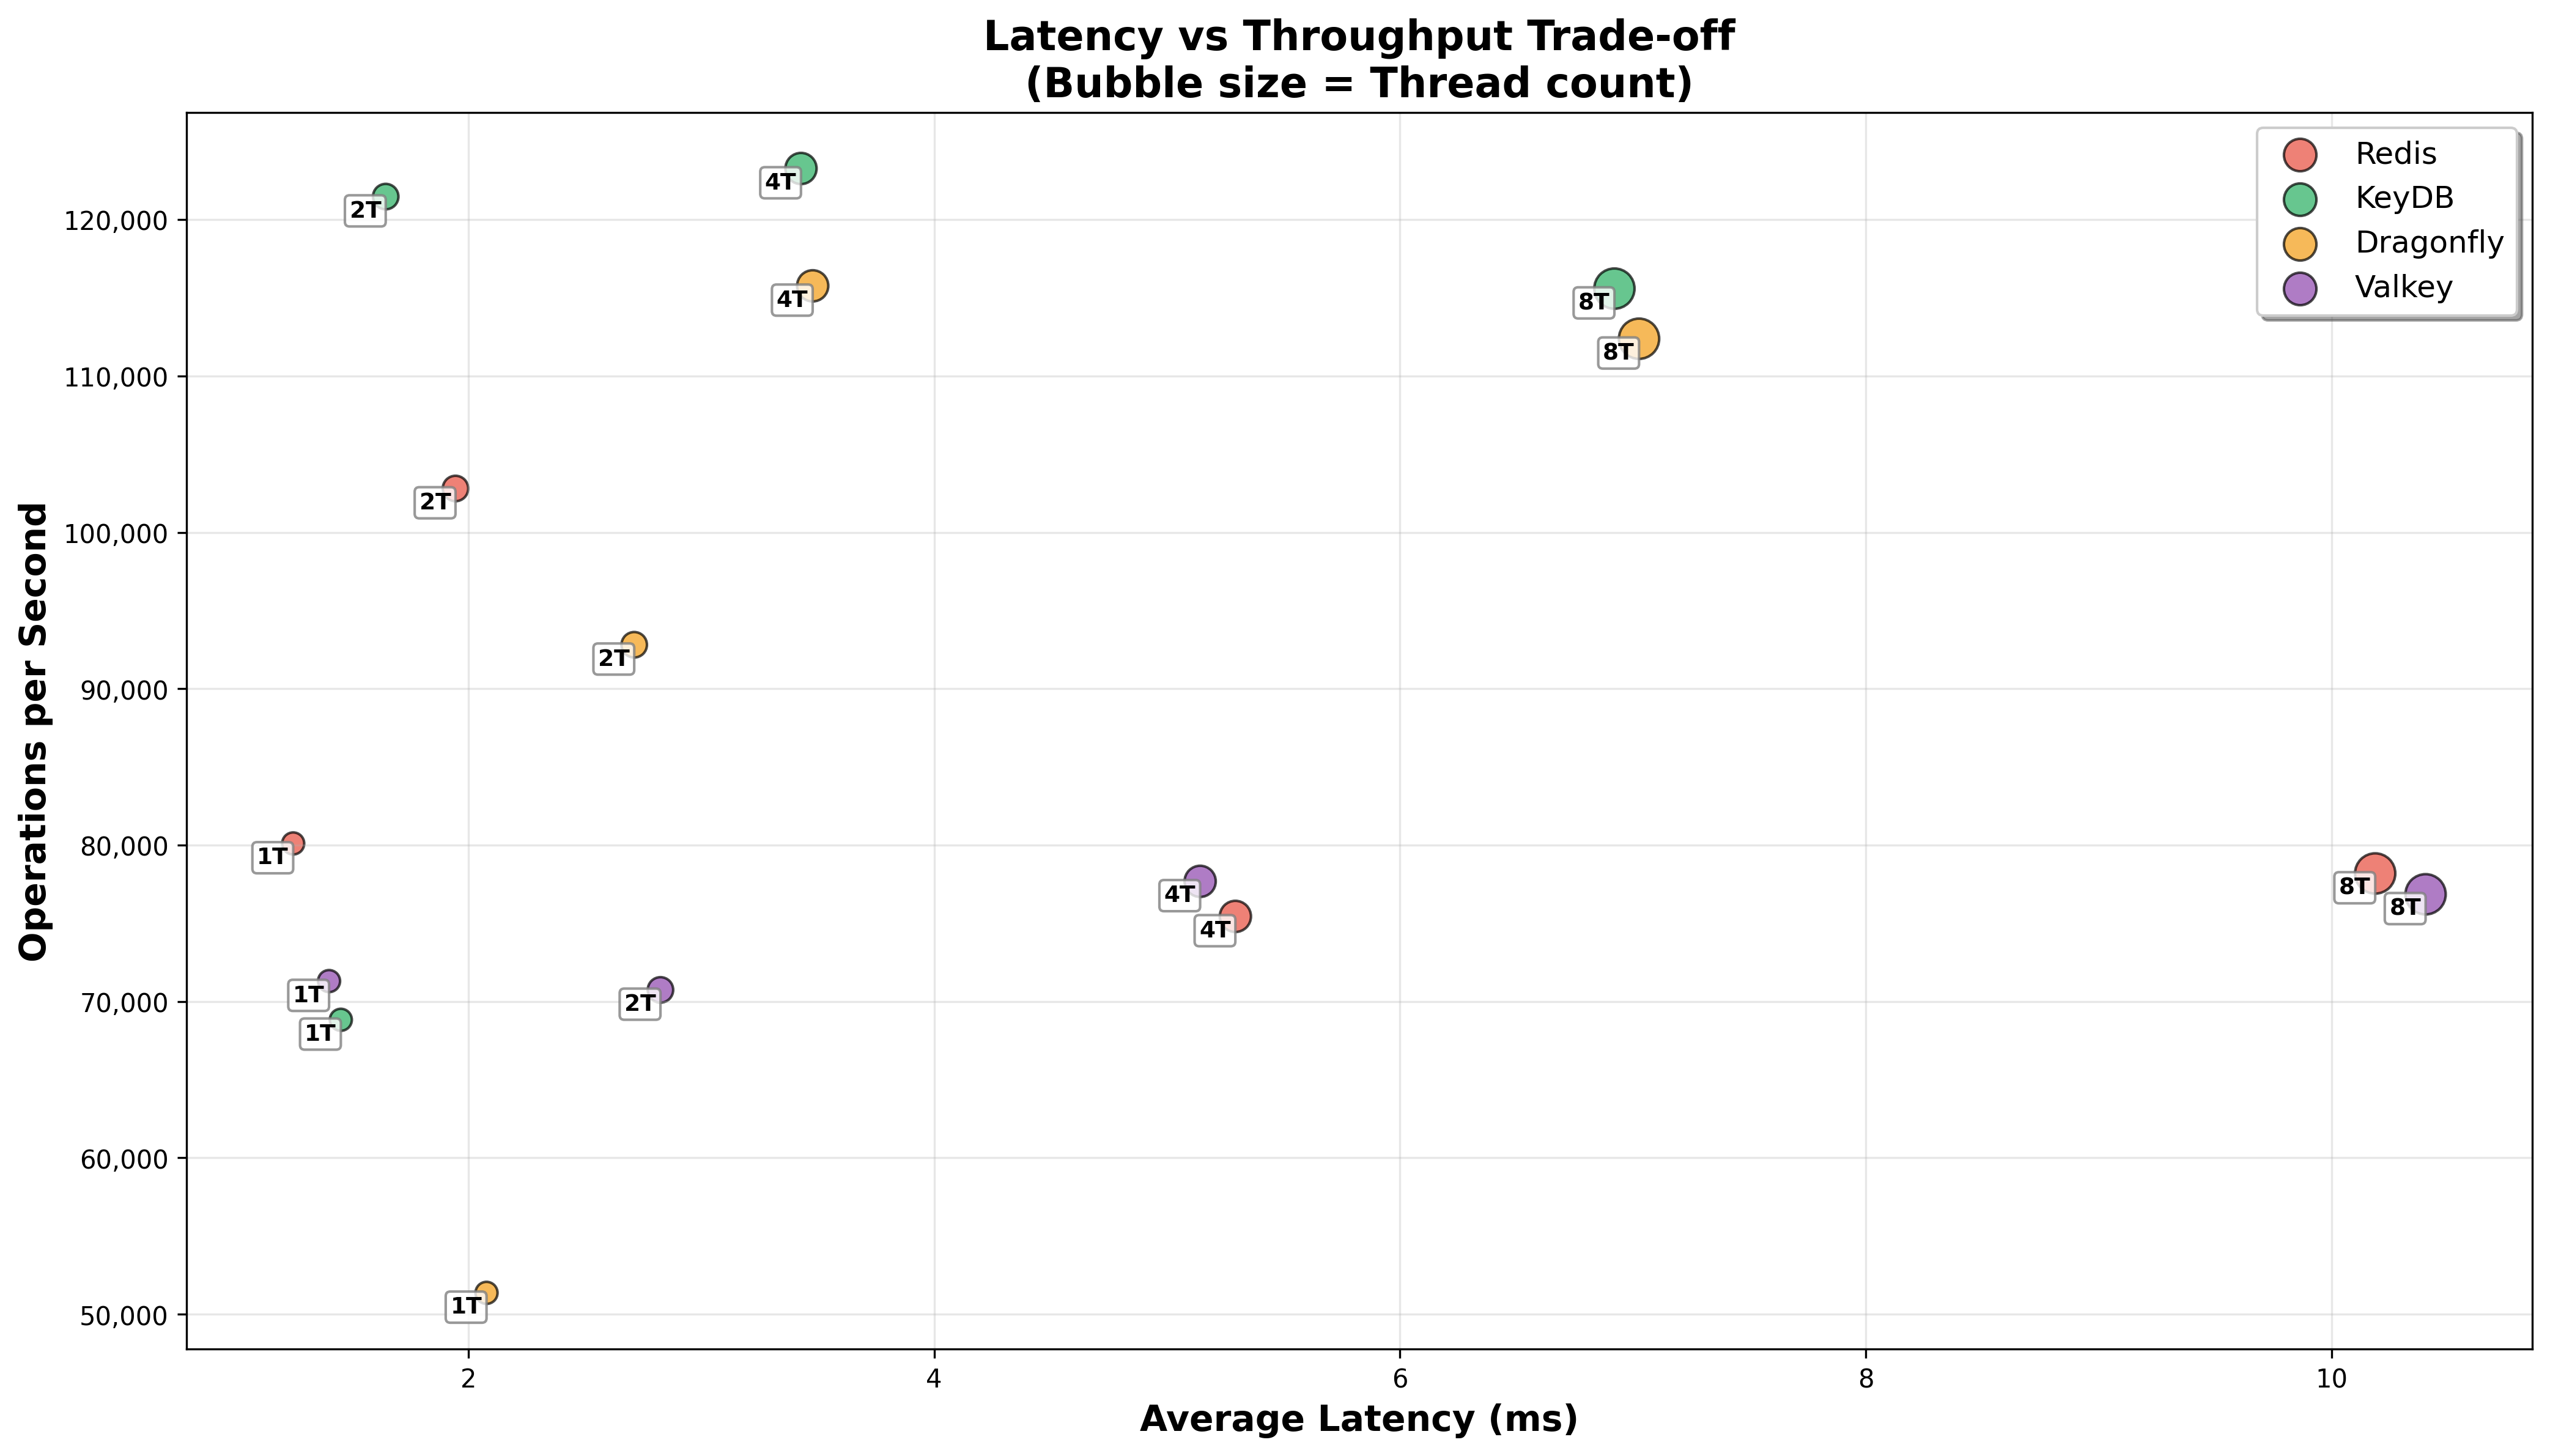 Latency vs Throughput Trade-off
(Bubble size = Thread count)
Redis
KeyDB
Dragonfly
Valkey
Operations per Second
120,000
110,000
100,000
90,000
80,000
70,000
60,000
50,000
4T
2T
4T
8T
8T
2T
2T
1T
4T
8T
8T
4T
1T
2T
1T
1T
2
4
6
8
10
Average Latency (ms)